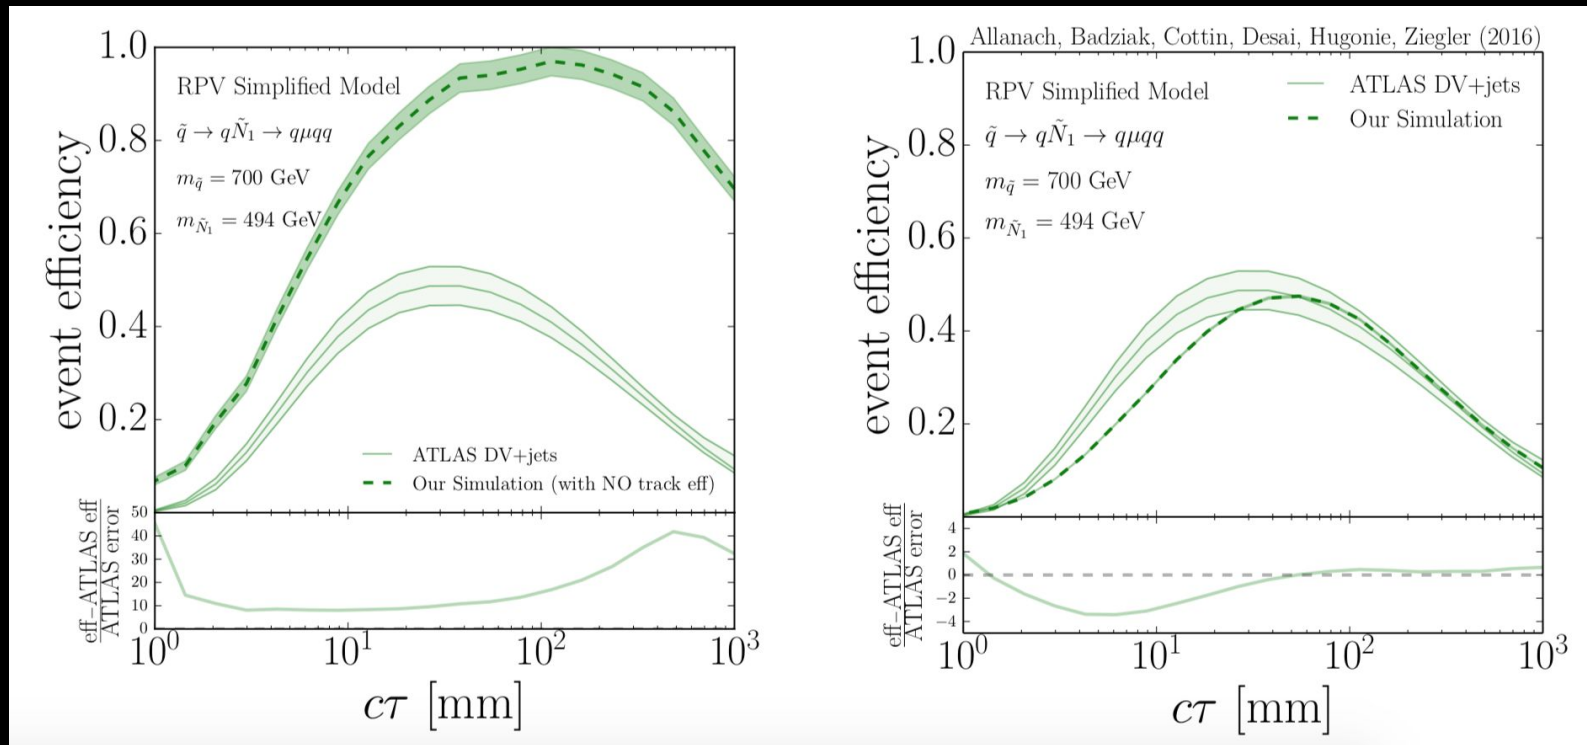 1.0
0.8
0.6
0.4
0.2
event efficiency
RPV Simplified Model
q̃ → qÑ₁ → qμqq
m_q̃ = 700 GeV
m_Ñ₁ = 494 GeV
ATLAS DV+jets
Our Simulation (with NO track eff)
50
40
30
20
10
0
eff−ATLAS eff
ATLAS error
10⁰ 10¹ 10² 10³
cτ [mm]
Allanach, Badziak, Cottin, Desai, Hugonie, Ziegler (2016)
1.0
0.8
0.6
0.4
0.2
event efficiency
RPV Simplified Model
q̃ → qÑ₁ → qμqq
m_q̃ = 700 GeV
m_Ñ₁ = 494 GeV
ATLAS DV+jets
Our Simulation
4
2
0
−2
−4
eff−ATLAS eff
ATLAS error
10⁰ 10¹ 10² 10³
cτ [mm]